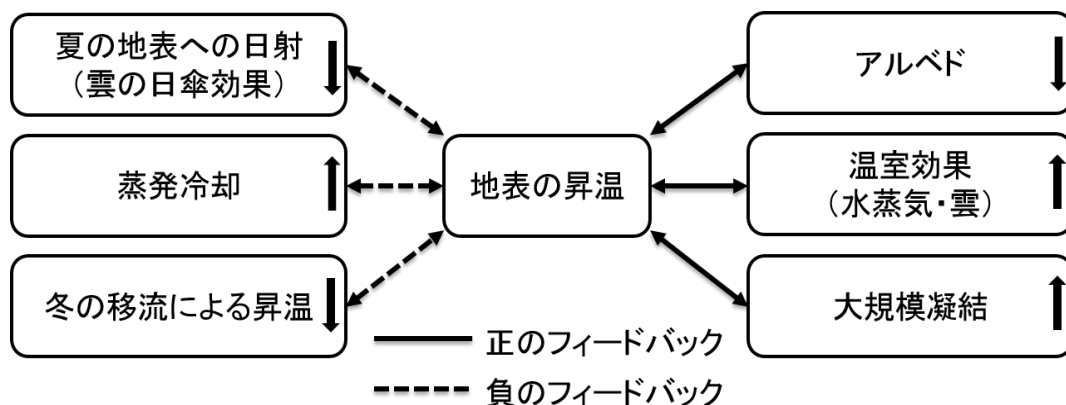 夏の地表への日射
（雲の日傘効果）
アルベド
蒸発冷却
地表の昇温
温室効果
（水蒸気・雲）
冬の移流による昇温
大規模凝結
正のフィードバック
負のフィードバック